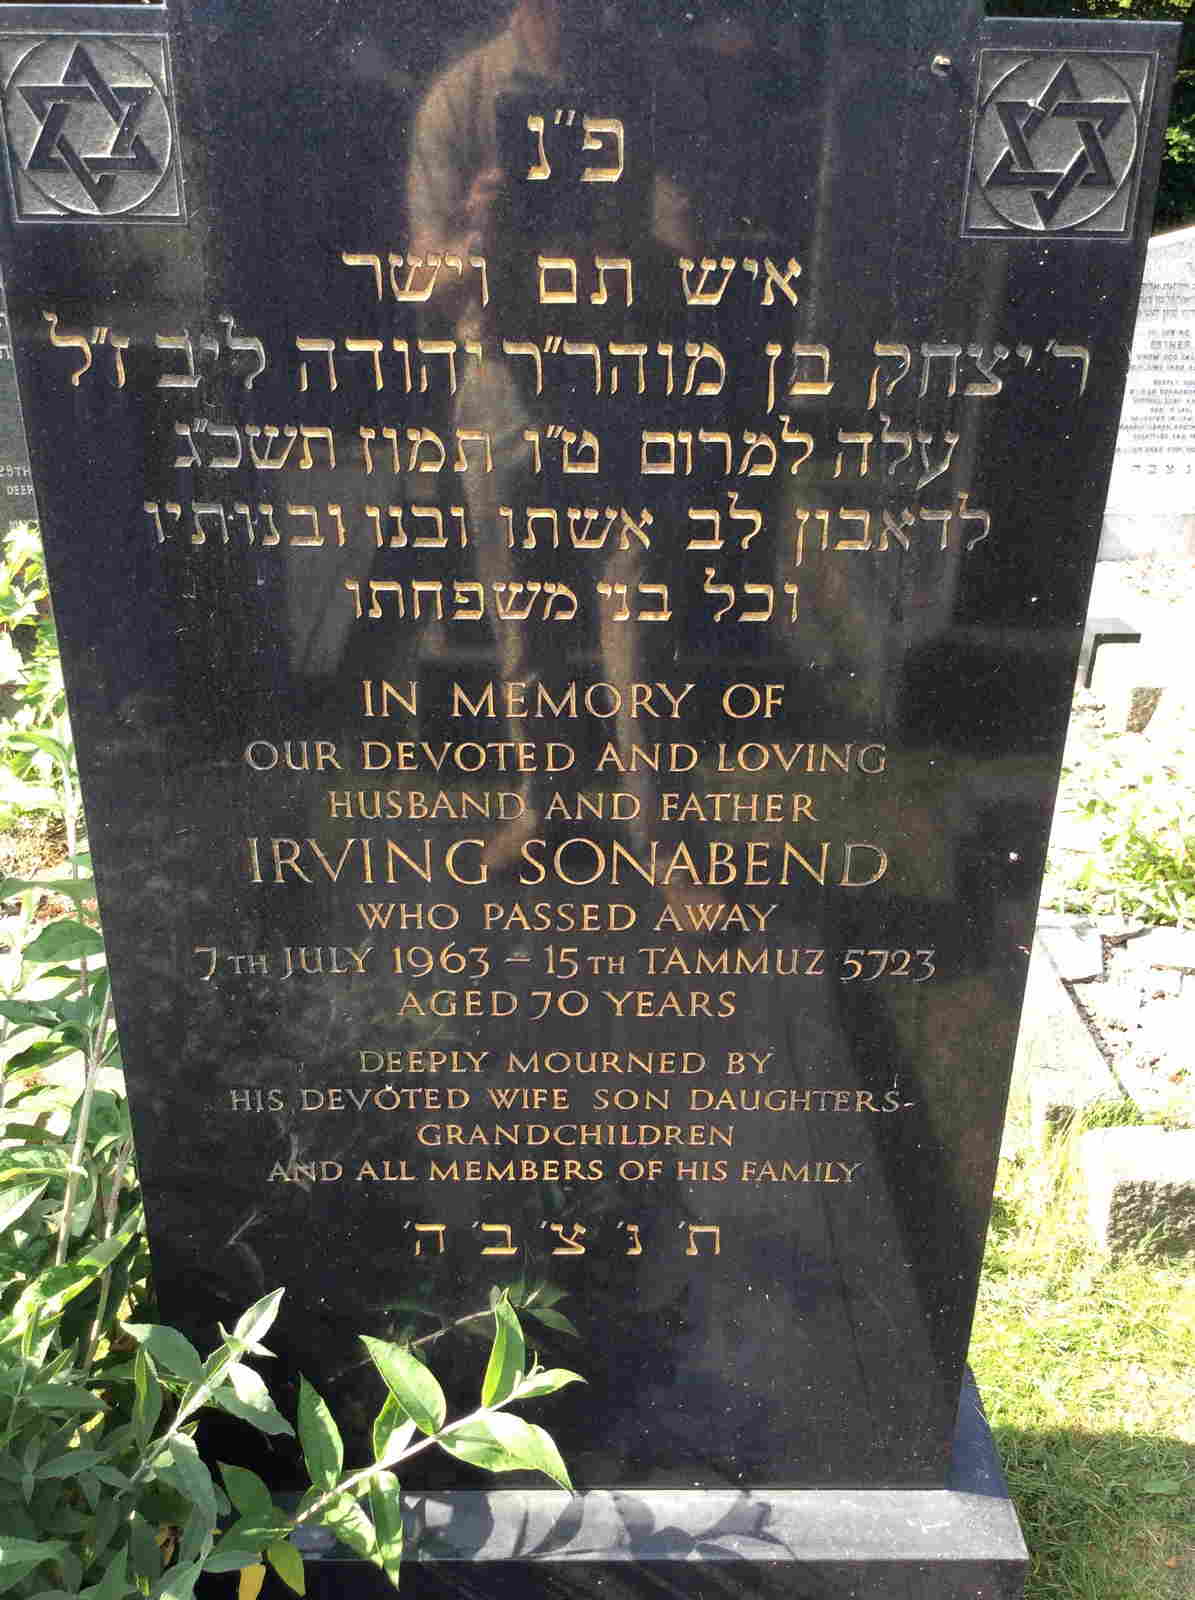 פ"נ
איש תם וישר
ר' יצחק בן מוהר"ר יהודה ליב ז"ל
עלה למרום ט"ו תמוז תשכ"ג
לדאבון לב אשתו ובנו ובנותיו
וכל בני משפחתו
IN MEMORY OF
OUR DEVOTED AND LOVING
HUSBAND AND FATHER
IRVING SONABEND
WHO PASSED AWAY
7TH JULY 1963 – 15TH TAMMUZ 5723
AGED 70 YEARS
DEEPLY MOURNED BY
HIS DEVOTED WIFE SON DAUGHTERS-
GRANDCHILDREN
AND ALL MEMBERS OF HIS FAMILY
ת' נ' צ' ב' ה'